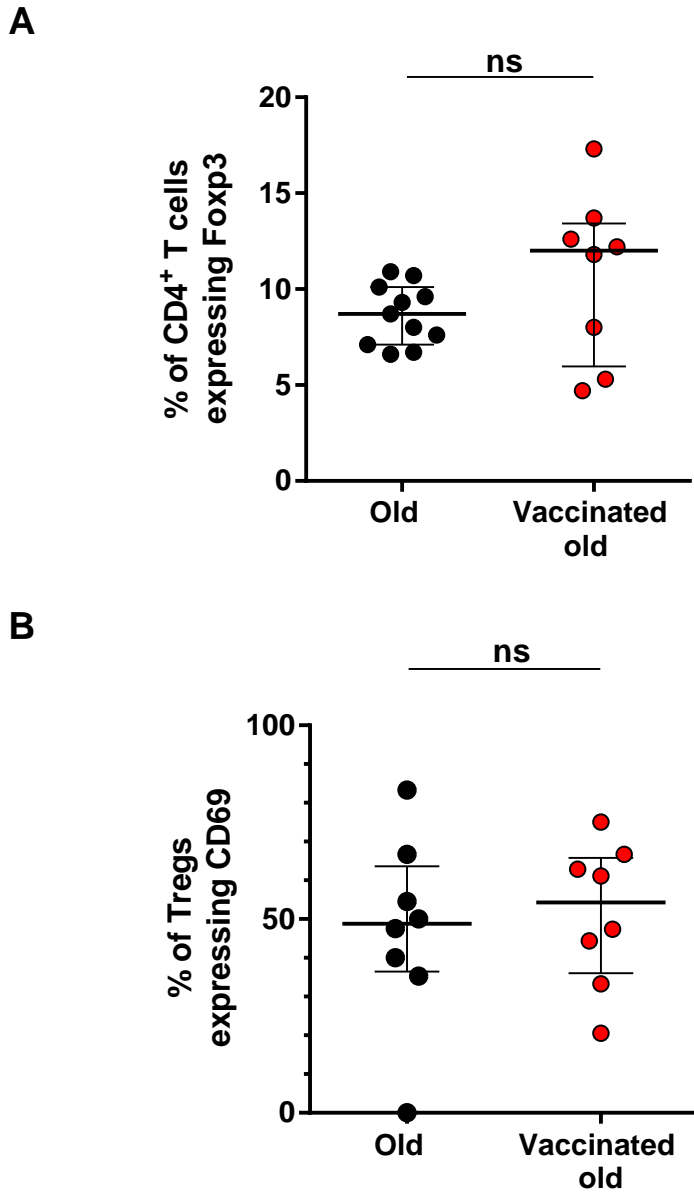 A
ns
% of CD4+ T cells
expressing Foxp3
20
15
10
5
0
Old
Vaccinated
old
B
ns
% of Tregs
expressing CD69
100
50
0
Old
Vaccinated
old